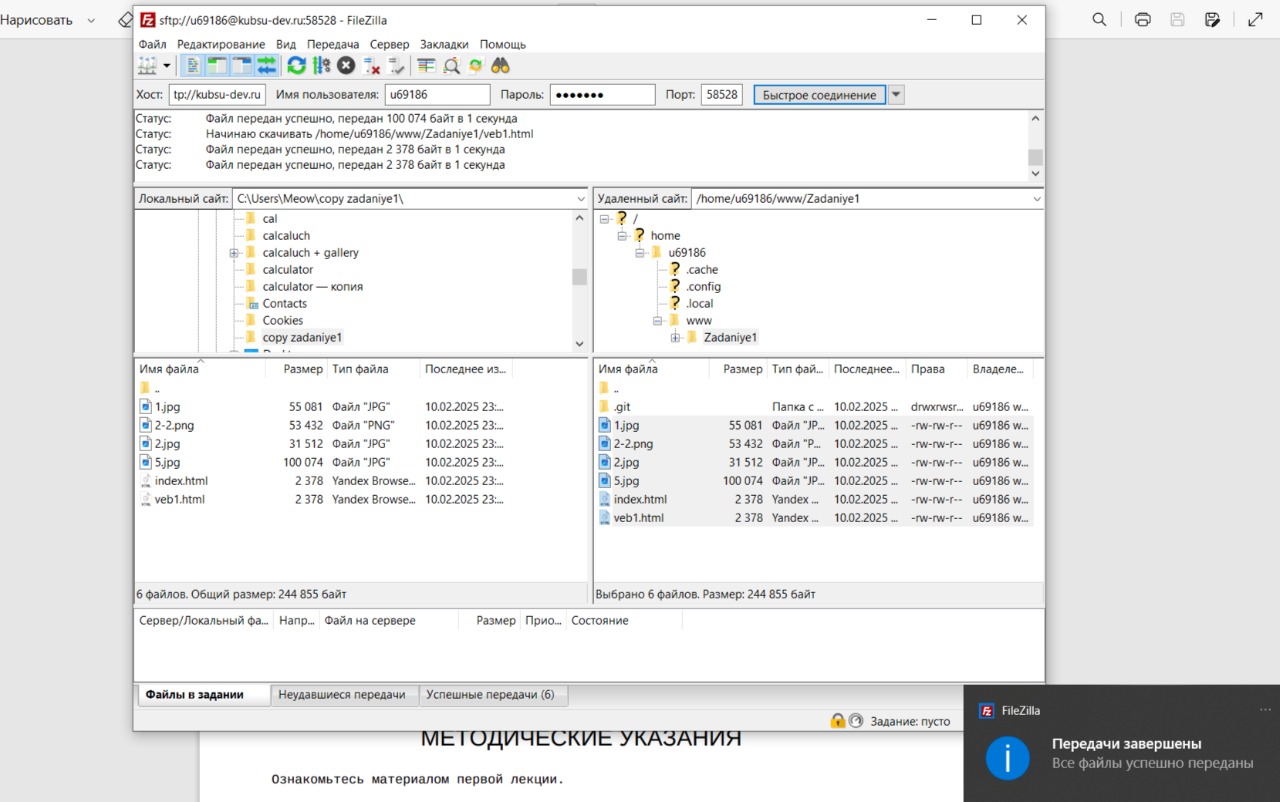 Нарисовать
sftp://u69186@kubsu-dev.ru:58528 - FileZilla
Файл Редактирование Вид Передача Сервер Закладки Помощь
Хост: tp://kubsu-dev.ru Имя пользователя: u69186 Пароль: ●●●●●●● Порт: 58528 Быстрое соединение
Статус: Файл передан успешно, передан 100 074 байт в 1 секунда
Статус: Начинаю скачивать /home/u69186/www/Zadaniye1/veb1.html
Статус: Файл передан успешно, передан 2 378 байт в 1 секунда
Статус: Файл передан успешно, передан 2 378 байт в 1 секунда
Локальный сайт: C:\Users\Meow\copy zadaniye1\
cal
calcaluch
calcaluch + gallery
calculator
calculator — копия
Contacts
Cookies
copy zadaniye1
Имя файла Размер Тип файла Последнее из...
..
1.jpg 55 081 Файл "JPG" 10.02.2025 23:...
2-2.png 53 432 Файл "PNG" 10.02.2025 23:...
2.jpg 31 512 Файл "JPG" 10.02.2025 23:...
5.jpg 100 074 Файл "JPG" 10.02.2025 23:...
index.html 2 378 Yandex Browse... 10.02.2025 23:...
veb1.html 2 378 Yandex Browse... 10.02.2025 23:...
6 файлов. Общий размер: 244 855 байт
Удаленный сайт: /home/u69186/www/Zadaniye1
/
home
u69186
.cache
.config
.local
www
Zadaniye1
Имя файла Размер Тип фай... Последнее... Права Владеле...
..
.git Папка с ... 10.02.2025 ... drwxrwsr... u69186 w...
1.jpg 55 081 Файл "JP... 10.02.2025 ... -rw-rw-r-- u69186 w...
2-2.png 53 432 Файл "P... 10.02.2025 ... -rw-rw-r-- u69186 w...
2.jpg 31 512 Файл "JP... 10.02.2025 ... -rw-rw-r-- u69186 w...
5.jpg 100 074 Файл "JP... 10.02.2025 ... -rw-rw-r-- u69186 w...
index.html 2 378 Yandex ... 10.02.2025 ... -rw-rw-r-- u69186 w...
veb1.html 2 378 Yandex ... 10.02.2025 ... -rw-rw-r-- u69186 w...
Выбрано 6 файлов. Размер: 244 855 байт
Сервер/Локальный фа... Напр... Файл на сервере Размер Прио... Состояние
Файлы в задании Неудавшиеся передачи Успешные передачи (6)
Задание: пусто
FileZilla
Передачи завершены
Все файлы успешно переданы
МЕТОДИЧЕСКИЕ УКАЗАНИЯ
Ознакомьтесь материалом первой лекции.